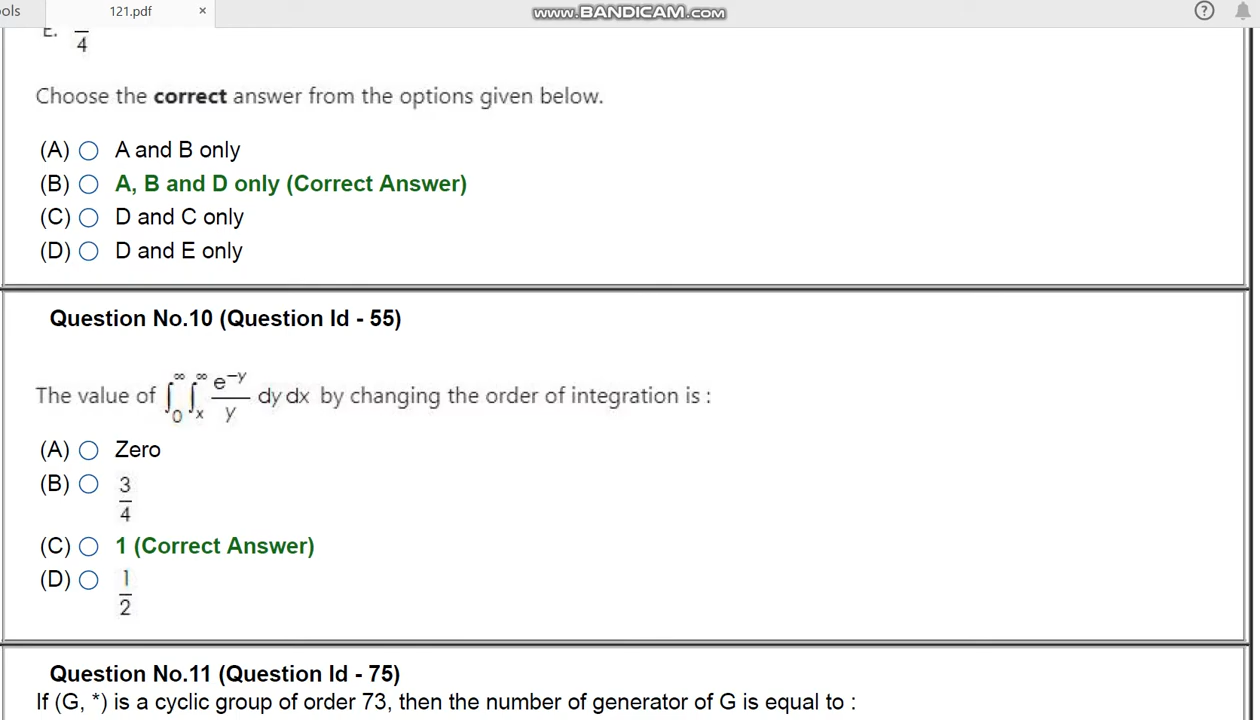 ols 121.pdf × www.BANDICAM.com ?
E. 4
Choose the correct answer from the options given below.
(A) A and B only
(B) A, B and D only (Correct Answer)
(C) D and C only
(D) D and E only
Question No.10 (Question Id - 55)
The value of ∫₀^∞ ∫ₓ^∞ e^−y / y dy dx by changing the order of integration is :
(A) Zero
(B) 3/4
(C) 1 (Correct Answer)
(D) 1/2
Question No.11 (Question Id - 75)
If (G, *) is a cyclic group of order 73, then the number of generator of G is equal to :